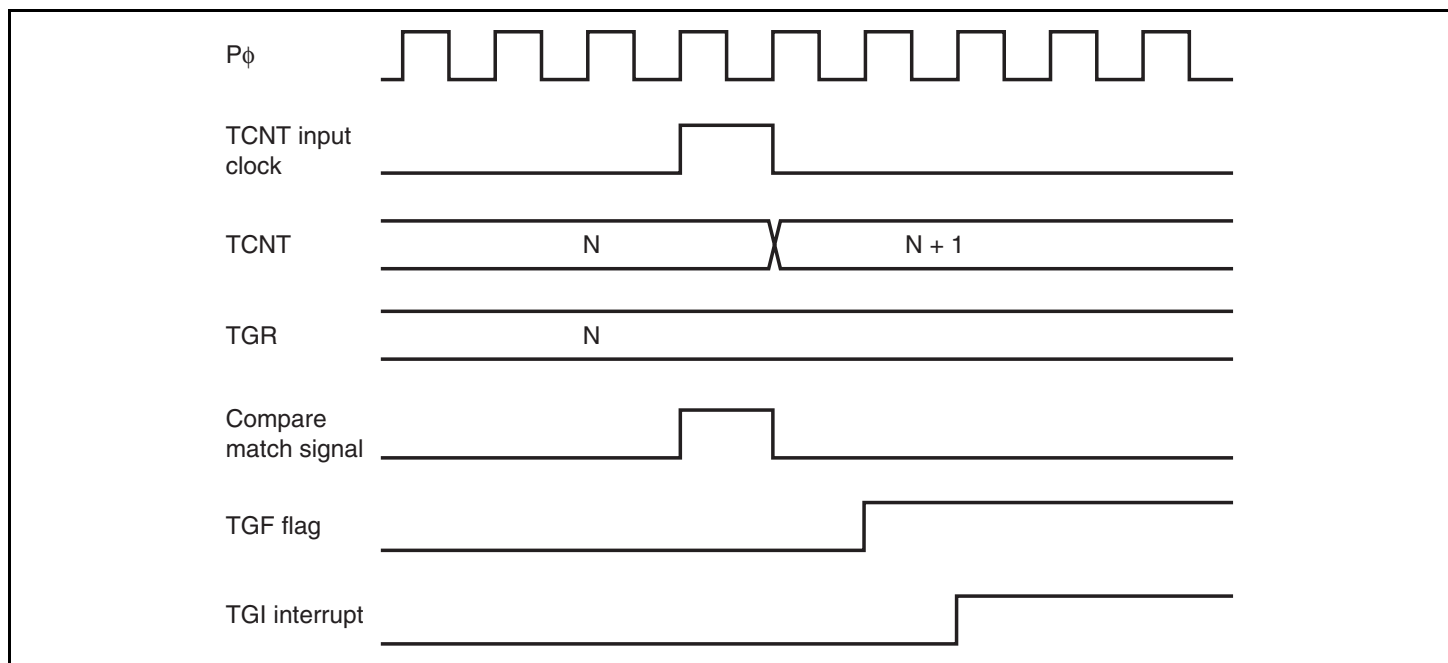 Pϕ
TCNT input
clock
TCNT
N
N + 1
TGR
N
Compare
match signal
TGF flag
TGI interrupt